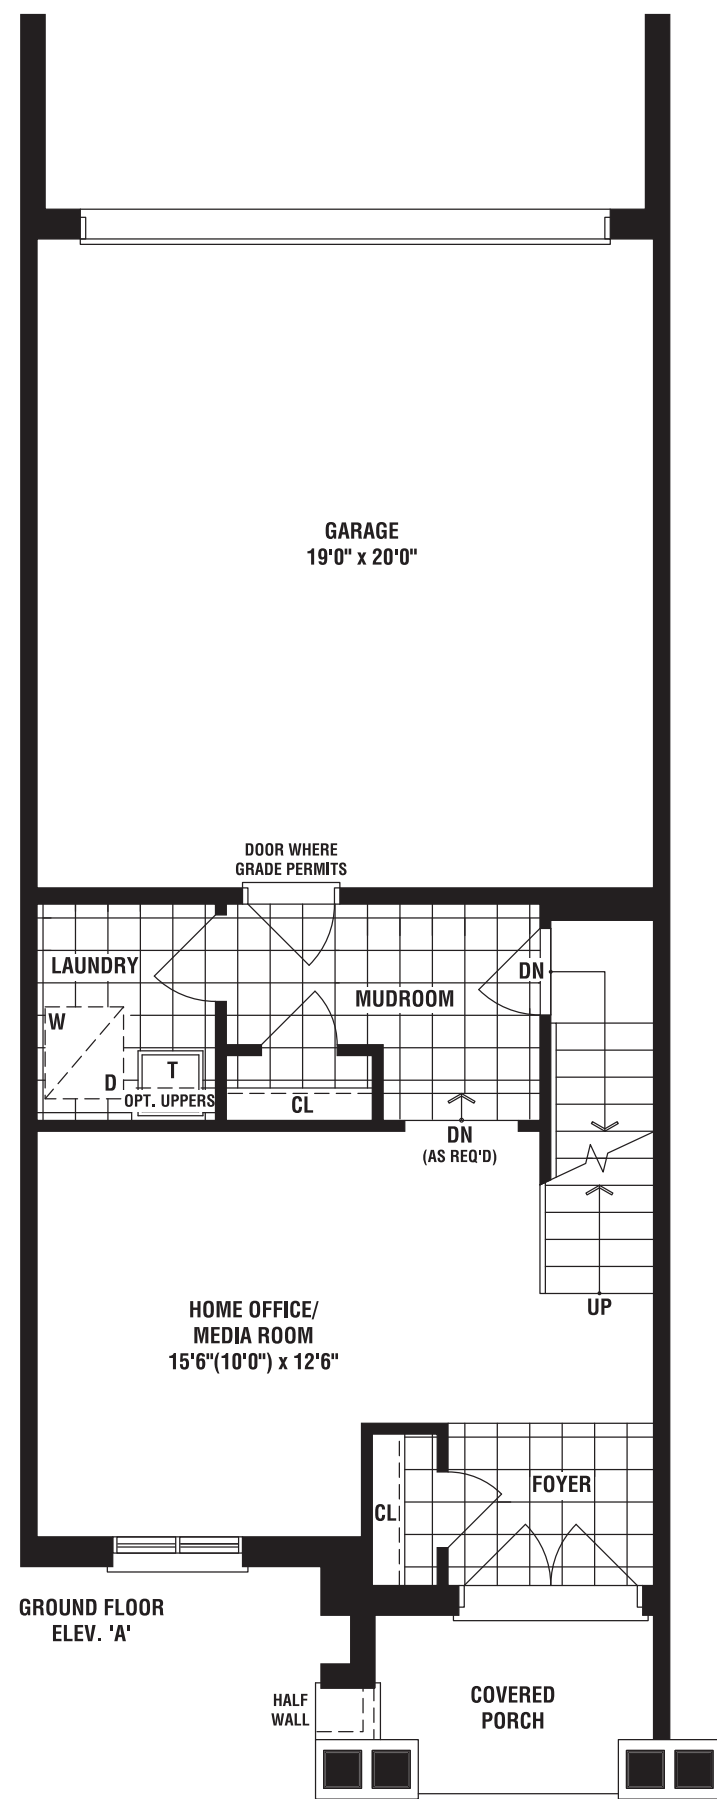 GARAGE
19'0" x 20'0"
DOOR WHERE
GRADE PERMITS
LAUNDRY
DN
MUDROOM
W
D
T
OPT. UPPERS
CL
DN
(AS REQ'D)
UP
HOME OFFICE/
MEDIA ROOM
15'6"(10'0") x 12'6"
FOYER
CL
GROUND FLOOR
ELEV. 'A'
HALF
WALL
COVERED
PORCH